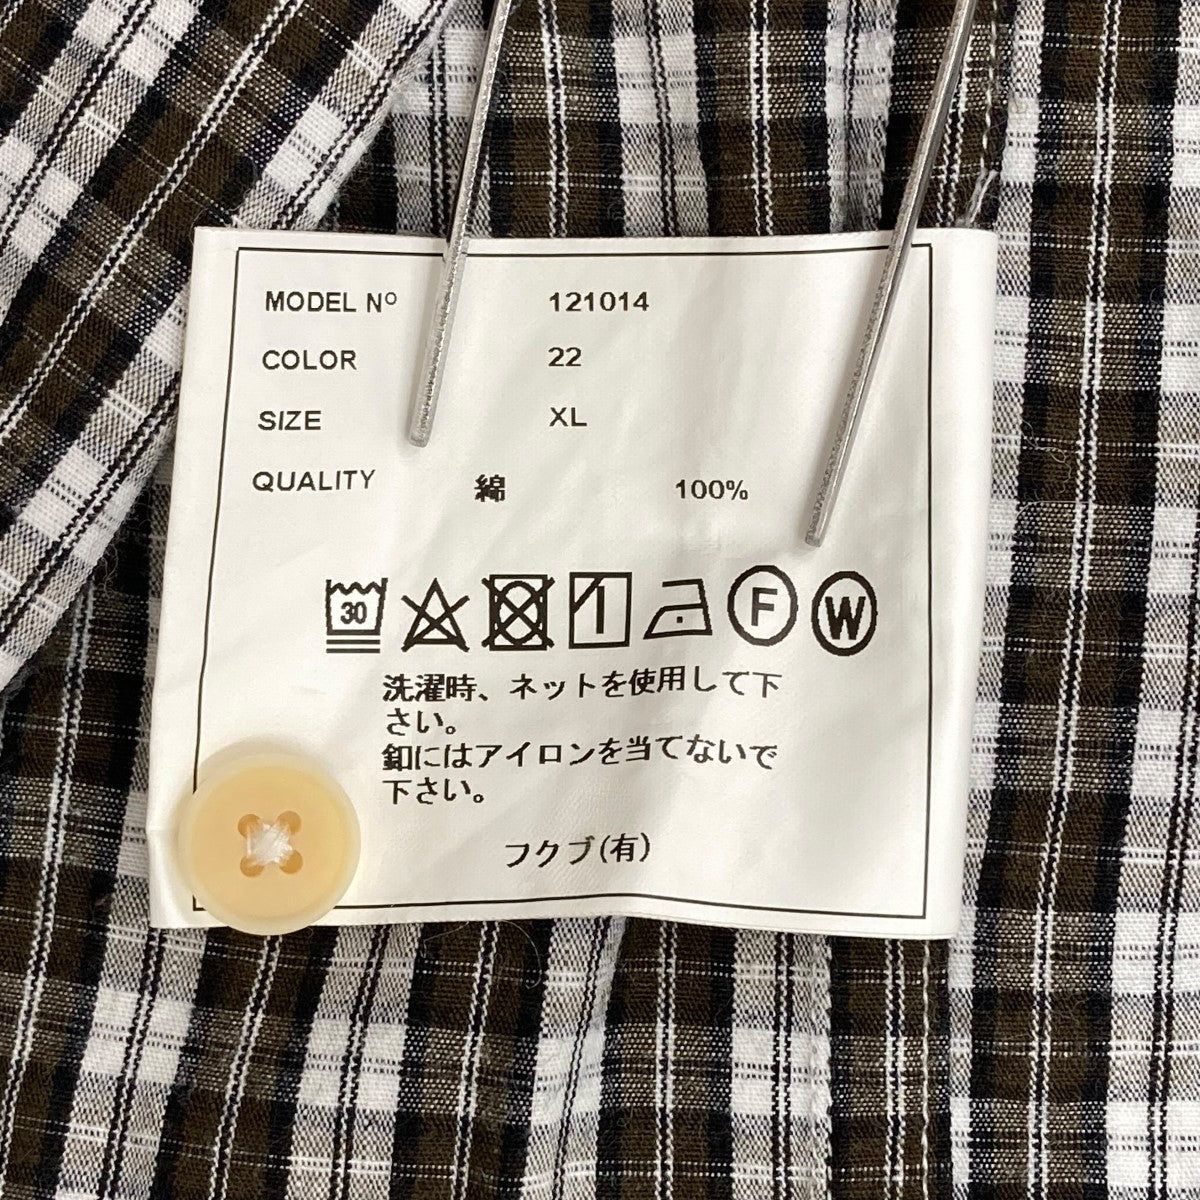 MODEL Nº 121014
COLOR 22
SIZE XL
QUALITY 綿 100%
30 F W
洗濯時、ネットを使用して下
さい。
釦にはアイロンを当てないで
下さい。
フクブ(有)